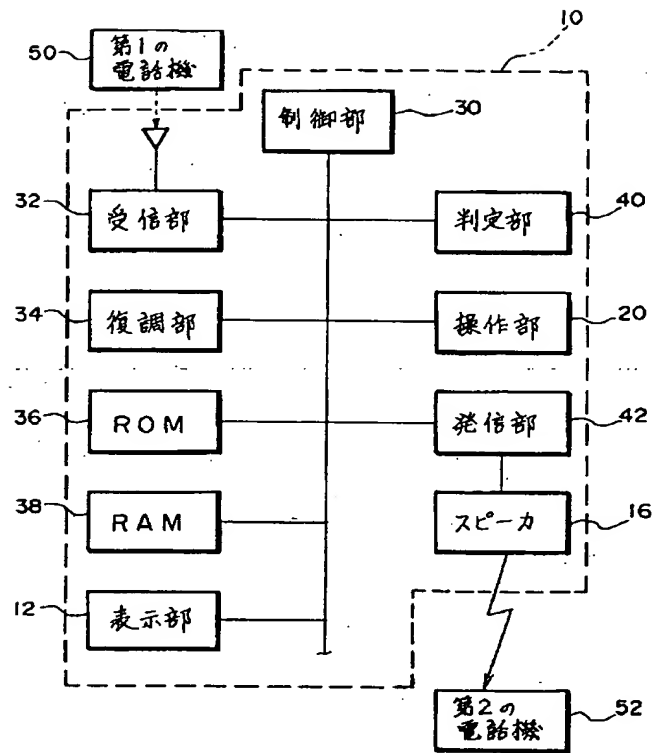 50
第1の
電話機
10
制御部
30
32
受信部
判定部
40
34
復調部
操作部
20
36
ROM
発信部
42
38
RAM
スピーカ
16
12
表示部
第2の
電話機
52